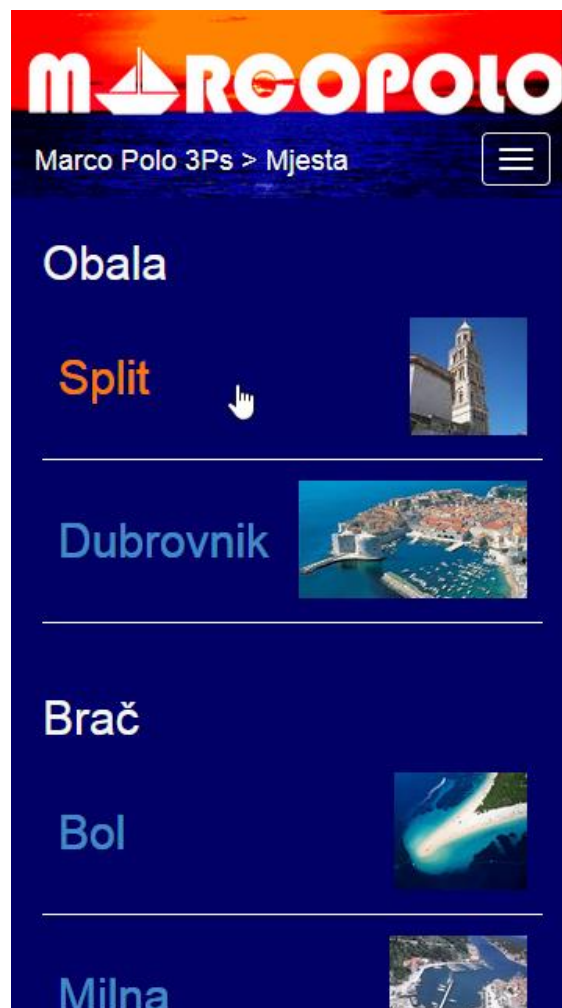 MARCOPOLO
Marco Polo 3Ps > Mjesta
Obala
Split
Dubrovnik
Brač
Bol
Milna